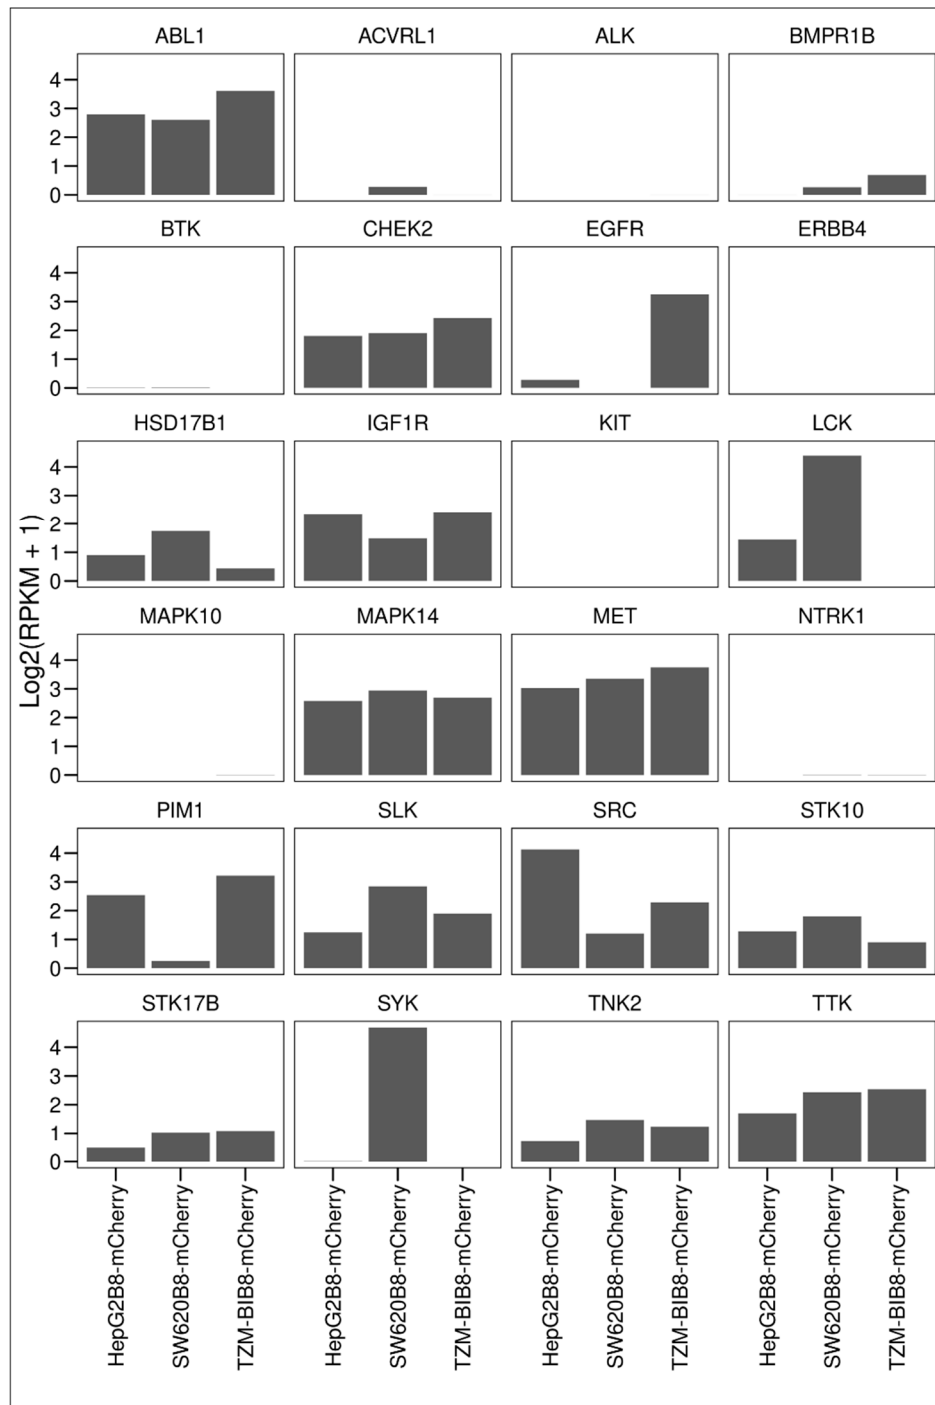 ABL1 ACVRL1 ALK BMPR1B
4
3
2
1
0
BTK CHEK2 EGFR ERBB4
4
3
2
1
0
HSD17B1 IGF1R KIT LCK
4
3
2
1
0
Log2(RPKM + 1)
MAPK10 MAPK14 MET NTRK1
4
3
2
1
0
PIM1 SLK SRC STK10
4
3
2
1
0
STK17B SYK TNK2 TTK
4
3
2
1
0
HepG2B8-mCherry
SW620B8-mCherry
TZM-BIB8-mCherry
HepG2B8-mCherry
SW620B8-mCherry
TZM-BIB8-mCherry
HepG2B8-mCherry
SW620B8-mCherry
TZM-BIB8-mCherry
HepG2B8-mCherry
SW620B8-mCherry
TZM-BIB8-mCherry